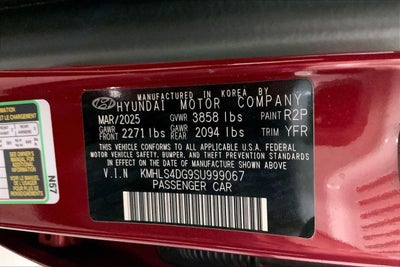 MANUFACTURED IN KOREA BY
HYUNDAI MOTOR COMPANY
MAR/2025 GVWR 3858 lbs PAINT R2P
GAWR FRONT 2271 lbs GAWR REAR 2094 lbs TRIM YFR
THIS VEHICLE CONFORMS TO ALL APPLICABLE U.S.A FEDERAL
MOTOR VEHICLE SAFETY, BUMPER, AND THEFT PREVENTION STANDARDS
IN EFFECT ON THE DATE OF MANUFACTURE SHOWN ABOVE.
V.I.N KMHLS4DG9SU999067
PASSENGER CAR
N57